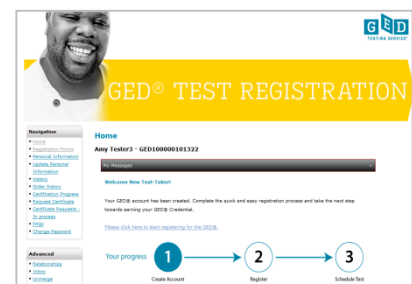 GED
TESTING SERVICE®
GED® TEST REGISTRATION
Navigation
Home
Registration Forms
Personal Information
Update Personal
Information
History
Order History
Certification Progress
Request Certificate
Certificate Requests -
In process
FAQs
Change Password
Advanced
Relationships
Inbox
Unmerge
Home
Amy Tester3 - GED100000101322
My Messages
Welcome New Test-Taker!
Your GED® account has been created. Complete the quick and easy registration process and take the next step
towards earning your GED® Credential.
Please click here to start registering for the GED®.
Your progress
1
2
3
Create Account
Register
Schedule Test